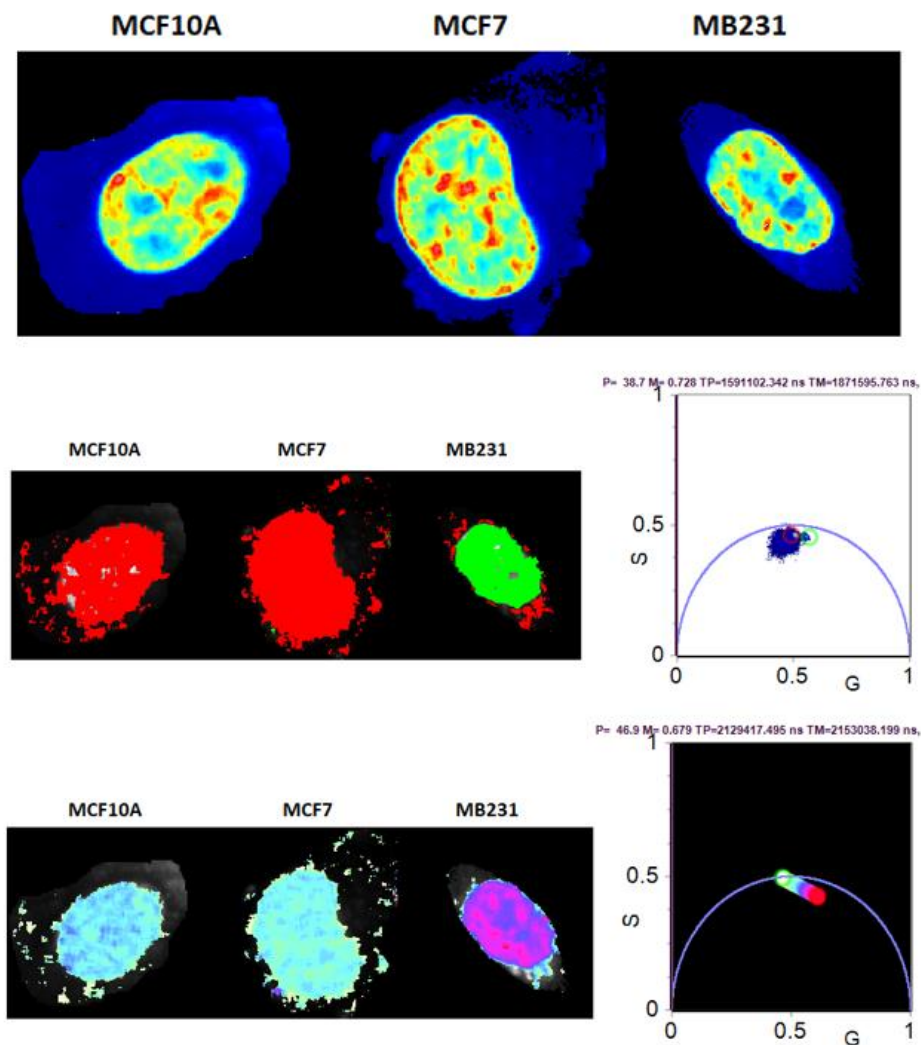 MCF10A MCF7 MB231
P= 38.7 M= 0.728 TP=1591102.342 ns TM=1871595.763 ns,
1
MCF10A MCF7 MB231
0.5
S
0
0 0.5 1
G
P= 46.9 M= 0.679 TP=2129417.495 ns TM=2153038.199 ns,
1
MCF10A MCF7 MB231
0.5
S
0
0 0.5 1
G